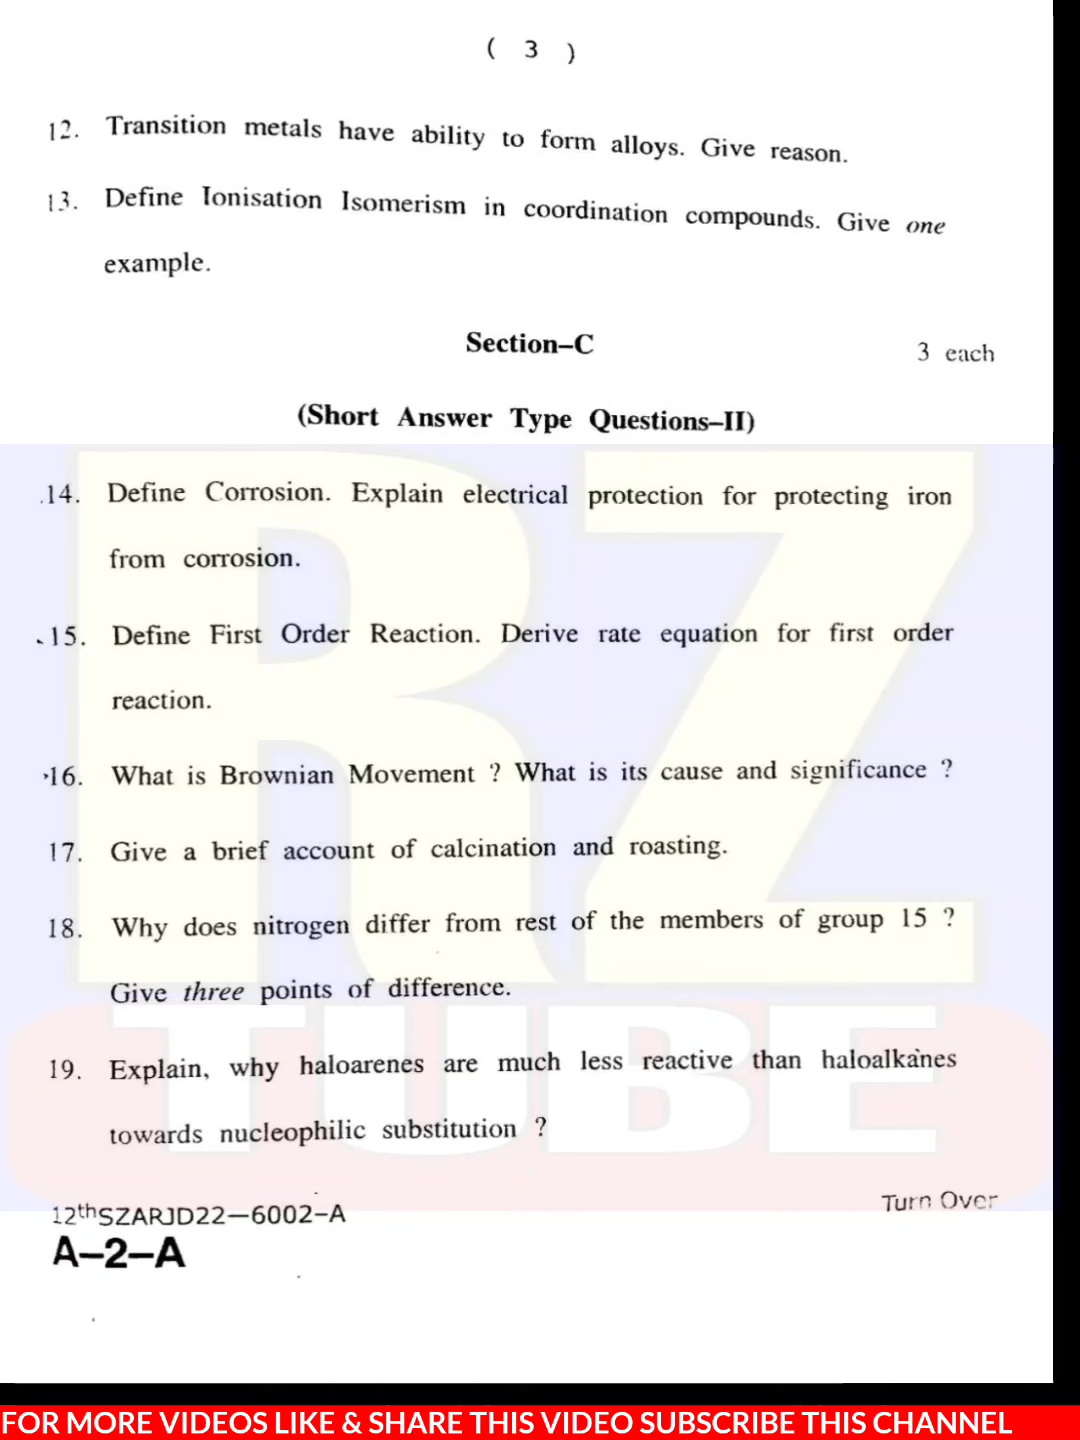 ( 3 )
12. Transition metals have ability to form alloys. Give reason.
13. Define Ionisation Isomerism in coordination compounds. Give one
example.
Section–C
3 each
(Short Answer Type Questions–II)
14. Define Corrosion. Explain electrical protection for protecting iron
from corrosion.
15. Define First Order Reaction. Derive rate equation for first order
reaction.
16. What is Brownian Movement ? What is its cause and significance ?
17. Give a brief account of calcination and roasting.
18. Why does nitrogen differ from rest of the members of group 15 ?
Give three points of difference.
19. Explain, why haloarenes are much less reactive than haloalkanes
towards nucleophilic substitution ?
RZ
TUBE
12thSZARJD22–6002–A
Turn Over
A–2–A
FOR MORE VIDEOS LIKE & SHARE THIS VIDEO SUBSCRIBE THIS CHANNEL